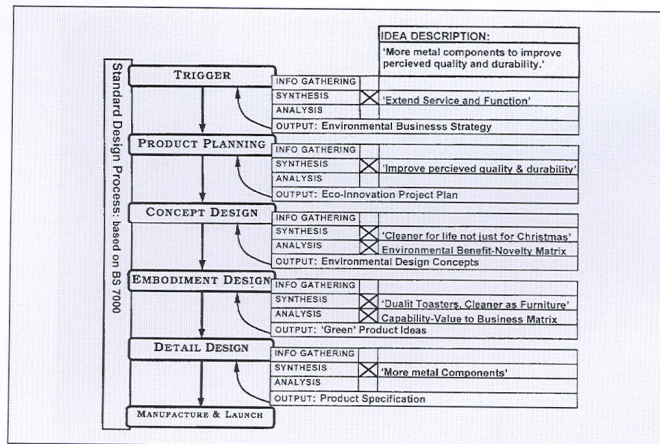 IDEA DESCRIPTION:
'More metal components to improve
percieved quality and durability.'
Standard Design Process: based on BS 7000
TRIGGER
INFO GATHERING
SYNTHESIS
'Extend Service and Function'
ANALYSIS
OUTPUT: Environmental Businesss Strategy
PRODUCT PLANNING
INFO GATHERING
SYNTHESIS
'Improve percieved quality & durability'
ANALYSIS
OUTPUT: Eco-Innovation Project Plan
CONCEPT DESIGN
INFO GATHERING
SYNTHESIS
'Cleaner for life not just for Christmas'
ANALYSIS
Environmental Benefit-Novelty Matrix
OUTPUT: Environmental Design Concepts
EMBODIMENT DESIGN
INFO GATHERING
SYNTHESIS
'Dualit Toasters, Cleaner as Furniture'
ANALYSIS
Capability-Value to Business Matrix
OUTPUT: 'Green' Product Ideas
DETAIL DESIGN
INFO GATHERING
SYNTHESIS
'More metal Components'
ANALYSIS
OUTPUT: Product Specification
MANUFACTURE & LAUNCH